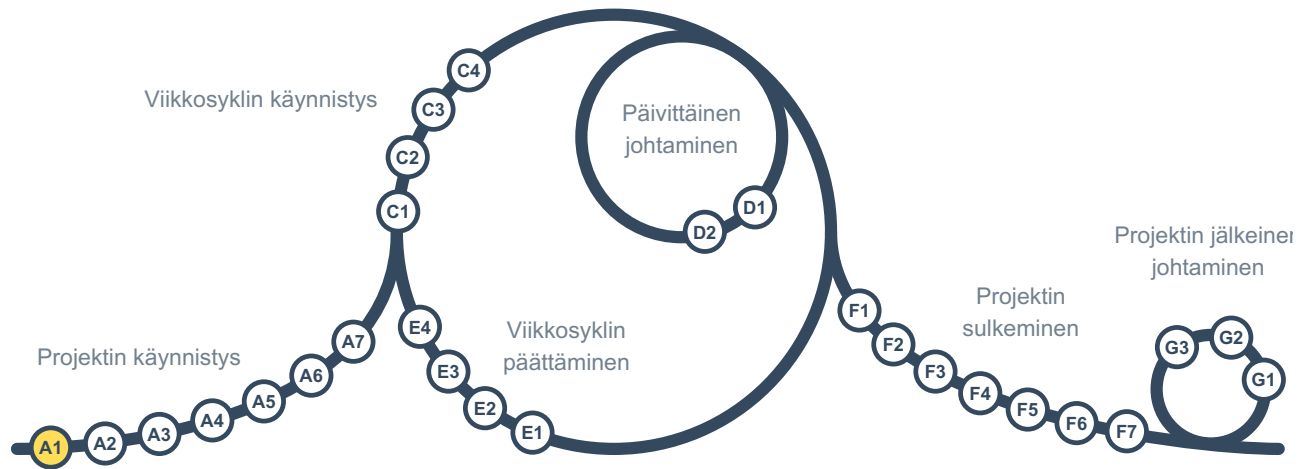 Viikkosyklin käynnistys
C4
C3
C2
C1
Päivittäinen
johtaminen
D1
D2
Projektin käynnistys
A1
A2
A3
A4
A5
A6
A7
Viikkosyklin
päättäminen
E4
E3
E2
E1
Projektin
sulkeminen
F1
F2
F3
F4
F5
F6
F7
Projektin jälkeinen
johtaminen
G3
G2
G1